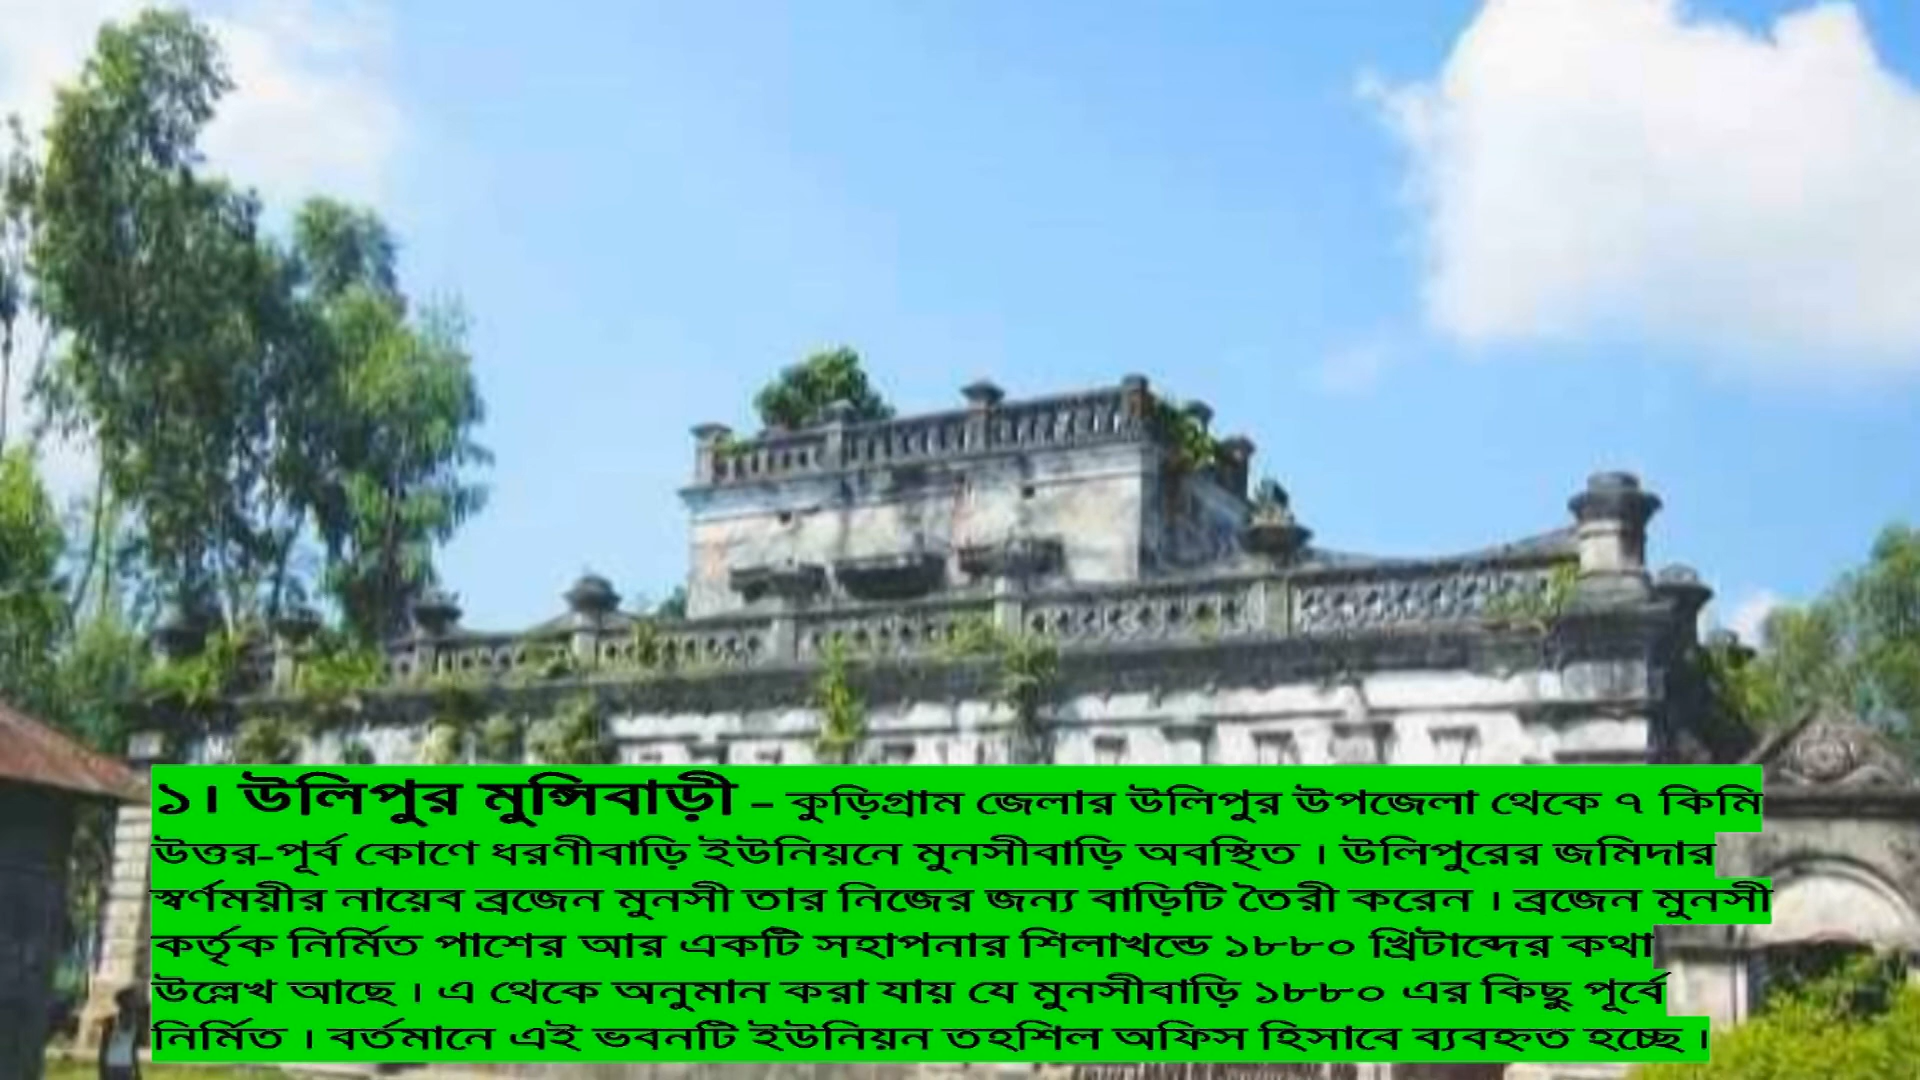 ১। উলিপুর মুন্সিবাড়ী – কুড়িগ্রাম জেলার উলিপুর উপজেলা থেকে ৭ কিমি
উত্তর-পূর্ব কোণে ধরণীবাড়ি ইউনিয়নে মুনসীবাড়ি অবস্থিত । উলিপুরের জমিদার
স্বর্ণময়ীর নায়েব ব্রজেন মুনসী তার নিজের জন্য বাড়িটি তৈরী করেন । ব্রজেন মুনসী
কর্তৃক নির্মিত পাশের আর একটি সহাপনার শিলাখন্ডে ১৮৮০ খ্রিটাব্দের কথা
উল্লেখ আছে । এ থেকে অনুমান করা যায় যে মুনসীবাড়ি ১৮৮০ এর কিছু পূর্বে
নির্মিত । বর্তমানে এই ভবনটি ইউনিয়ন তহশিল অফিস হিসাবে ব্যবহ্নত হচ্ছে।